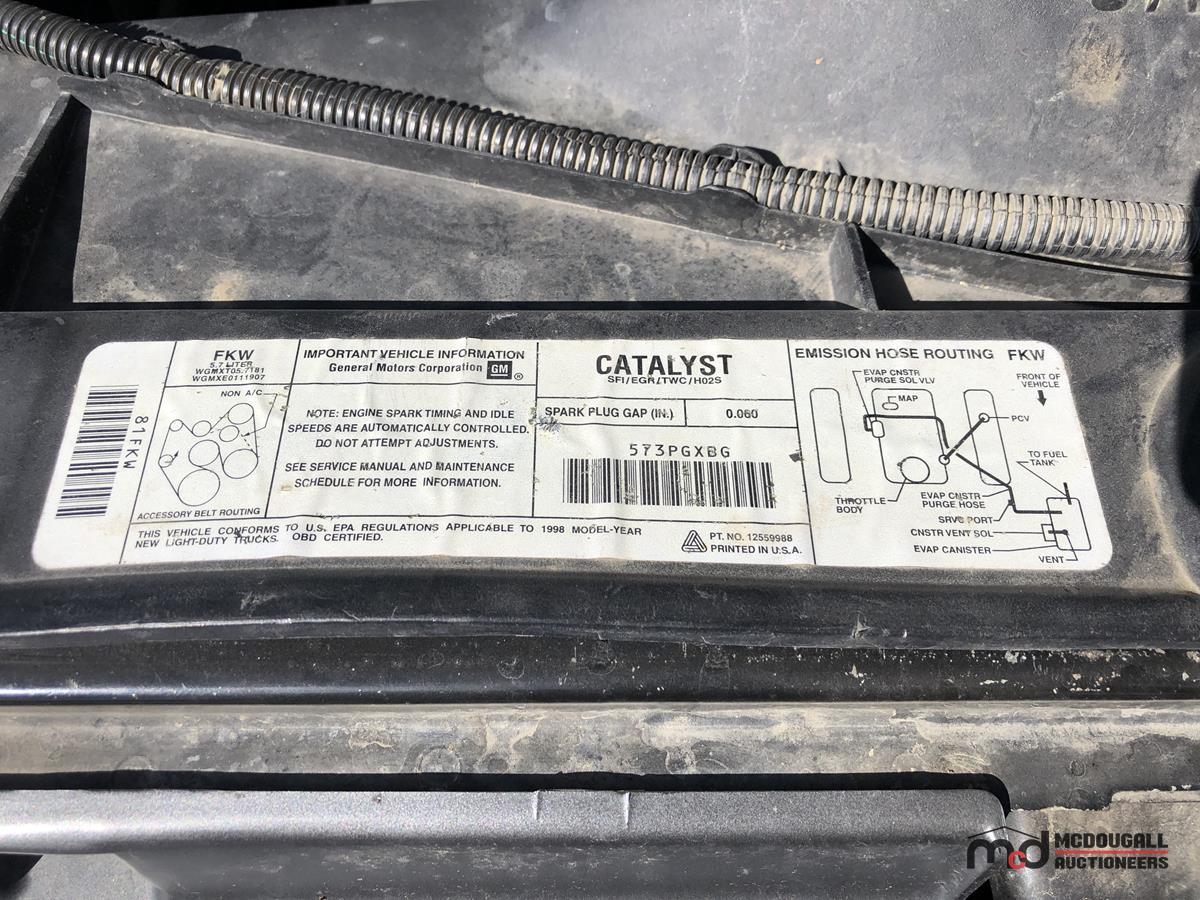 81FKW
FKW
5.7 LITER
WGMXT05.7181
WGMXE0111907
NON A/C
ACCESSORY BELT ROUTING
IMPORTANT VEHICLE INFORMATION
General Motors Corporation GM ®
NOTE: ENGINE SPARK TIMING AND IDLE
SPEEDS ARE AUTOMATICALLY CONTROLLED.
DO NOT ATTEMPT ADJUSTMENTS.
SEE SERVICE MANUAL AND MAINTENANCE
SCHEDULE FOR MORE INFORMATION.
CATALYST
SFI/EGR/TWC/HO2S
SPARK PLUG GAP (IN.) 0.060
573PGXBG
THIS VEHICLE CONFORMS TO U.S. EPA REGULATIONS APPLICABLE TO 1998 MODEL-YEAR
NEW LIGHT-DUTY TRUCKS. OBD CERTIFIED.
PT. NO. 12559988
PRINTED IN U.S.A.
EMISSION HOSE ROUTING FKW
EVAP CNSTR
PURGE SOL VLV
MAP
FRONT OF
VEHICLE
PCV
TO FUEL
TANK
THROTTLE
BODY
EVAP CNSTR
PURGE HOSE
SRVC PORT
CNSTR VENT SOL
EVAP CANISTER
VENT
mcd MCDOUGALL
AUCTIONEERS